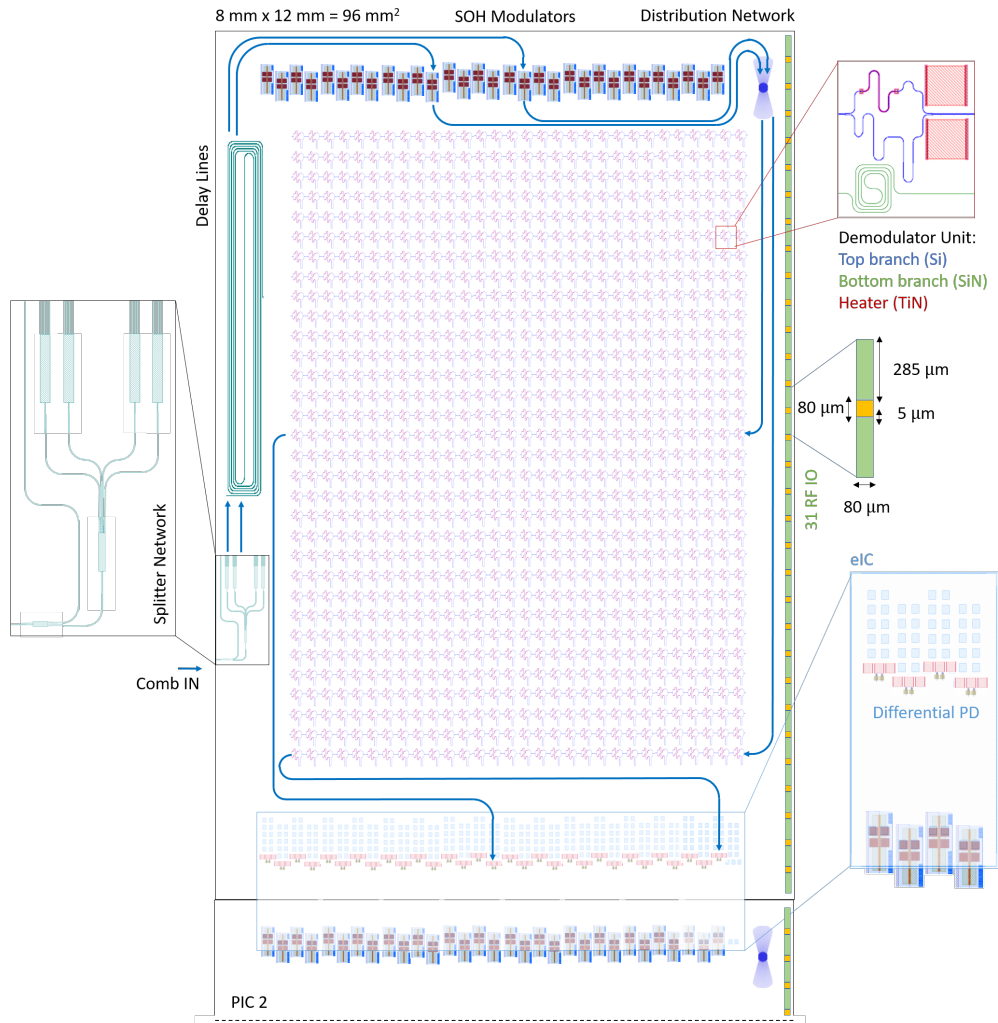 8 mm x 12 mm = 96 mm²
SOH Modulators
Distribution Network
Delay Lines
Demodulator Unit:
Top branch (Si)
Bottom branch (SiN)
Heater (TiN)
285 µm
80 µm
5 µm
80 µm
31 RF IO
Splitter Network
Comb IN
eIC
Differential PD
PIC 2